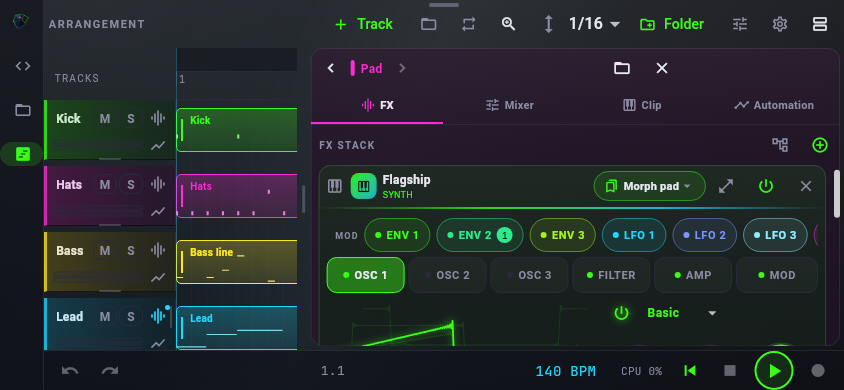 ARRANGEMENT
Track
1/16
Folder
TRACKS
1
Pad
FX
Mixer
Clip
Automation
FX STACK
Kick M S
Kick
Flagship
SYNTH
Morph pad
Hats M S
Hats
MOD ENV 1 ENV 2 1 ENV 3 LFO 1 LFO 2 LFO 3
Bass M S
Bass line
OSC 1 OSC 2 OSC 3 FILTER AMP MOD
Lead M S
Lead
Basic
1.1
140 BPM
CPU 0%